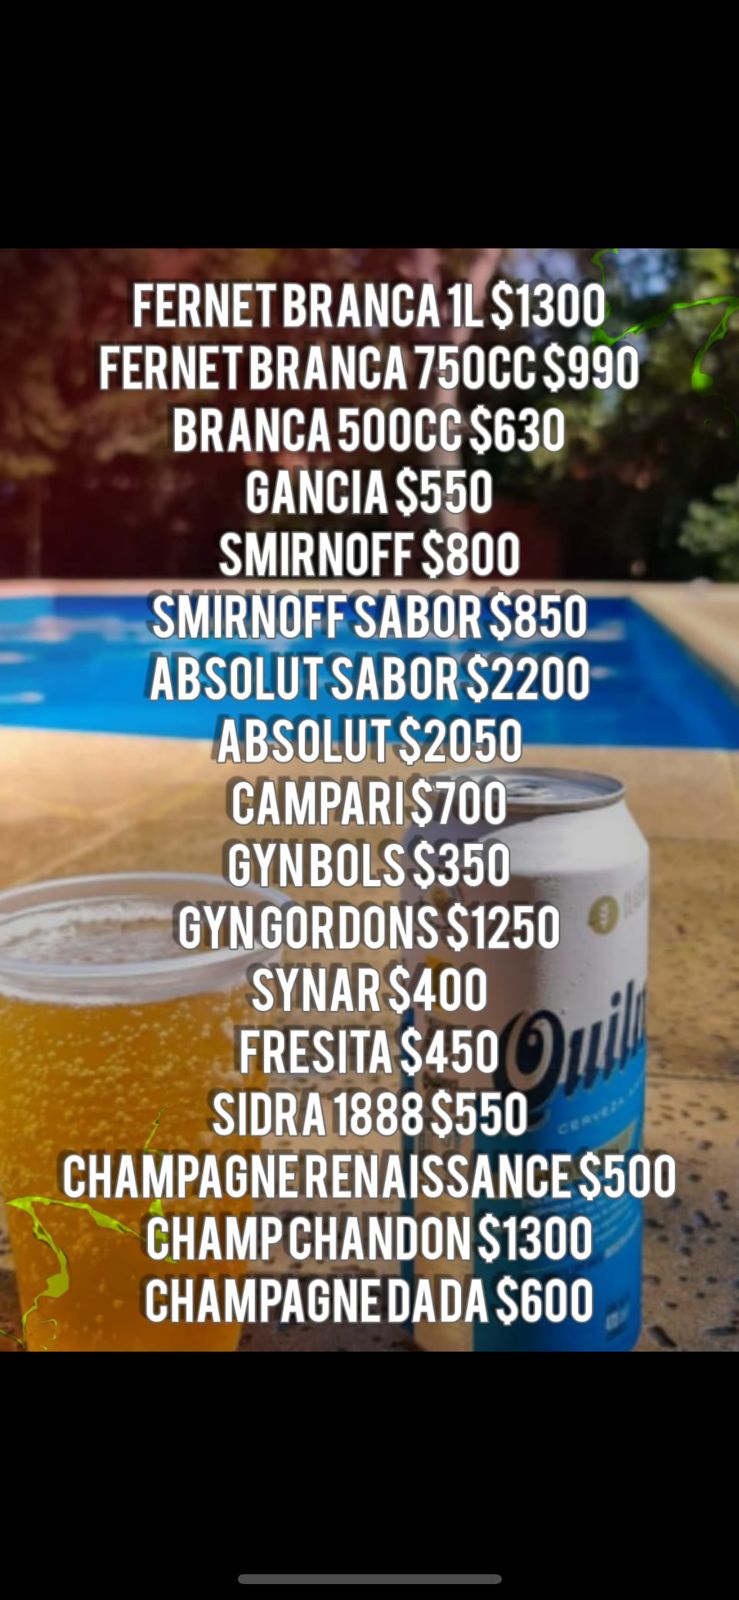 FERNET BRANCA 1L $1300
FERNET BRANCA 750CC $990
BRANCA 500CC $630
GANCIA $550
SMIRNOFF $800
SMIRNOFF SABOR $850
ABSOLUT SABOR $2200
ABSOLUT $2050
CAMPARI $700
GYN BOLS $350
GYN GORDONS $1250
SYNAR $400
FRESITA $450
SIDRA 1888 $550
CHAMPAGNE RENAISSANCE $500
CHAMP CHANDON $1300
CHAMPAGNE DADA $600
CERVEZA